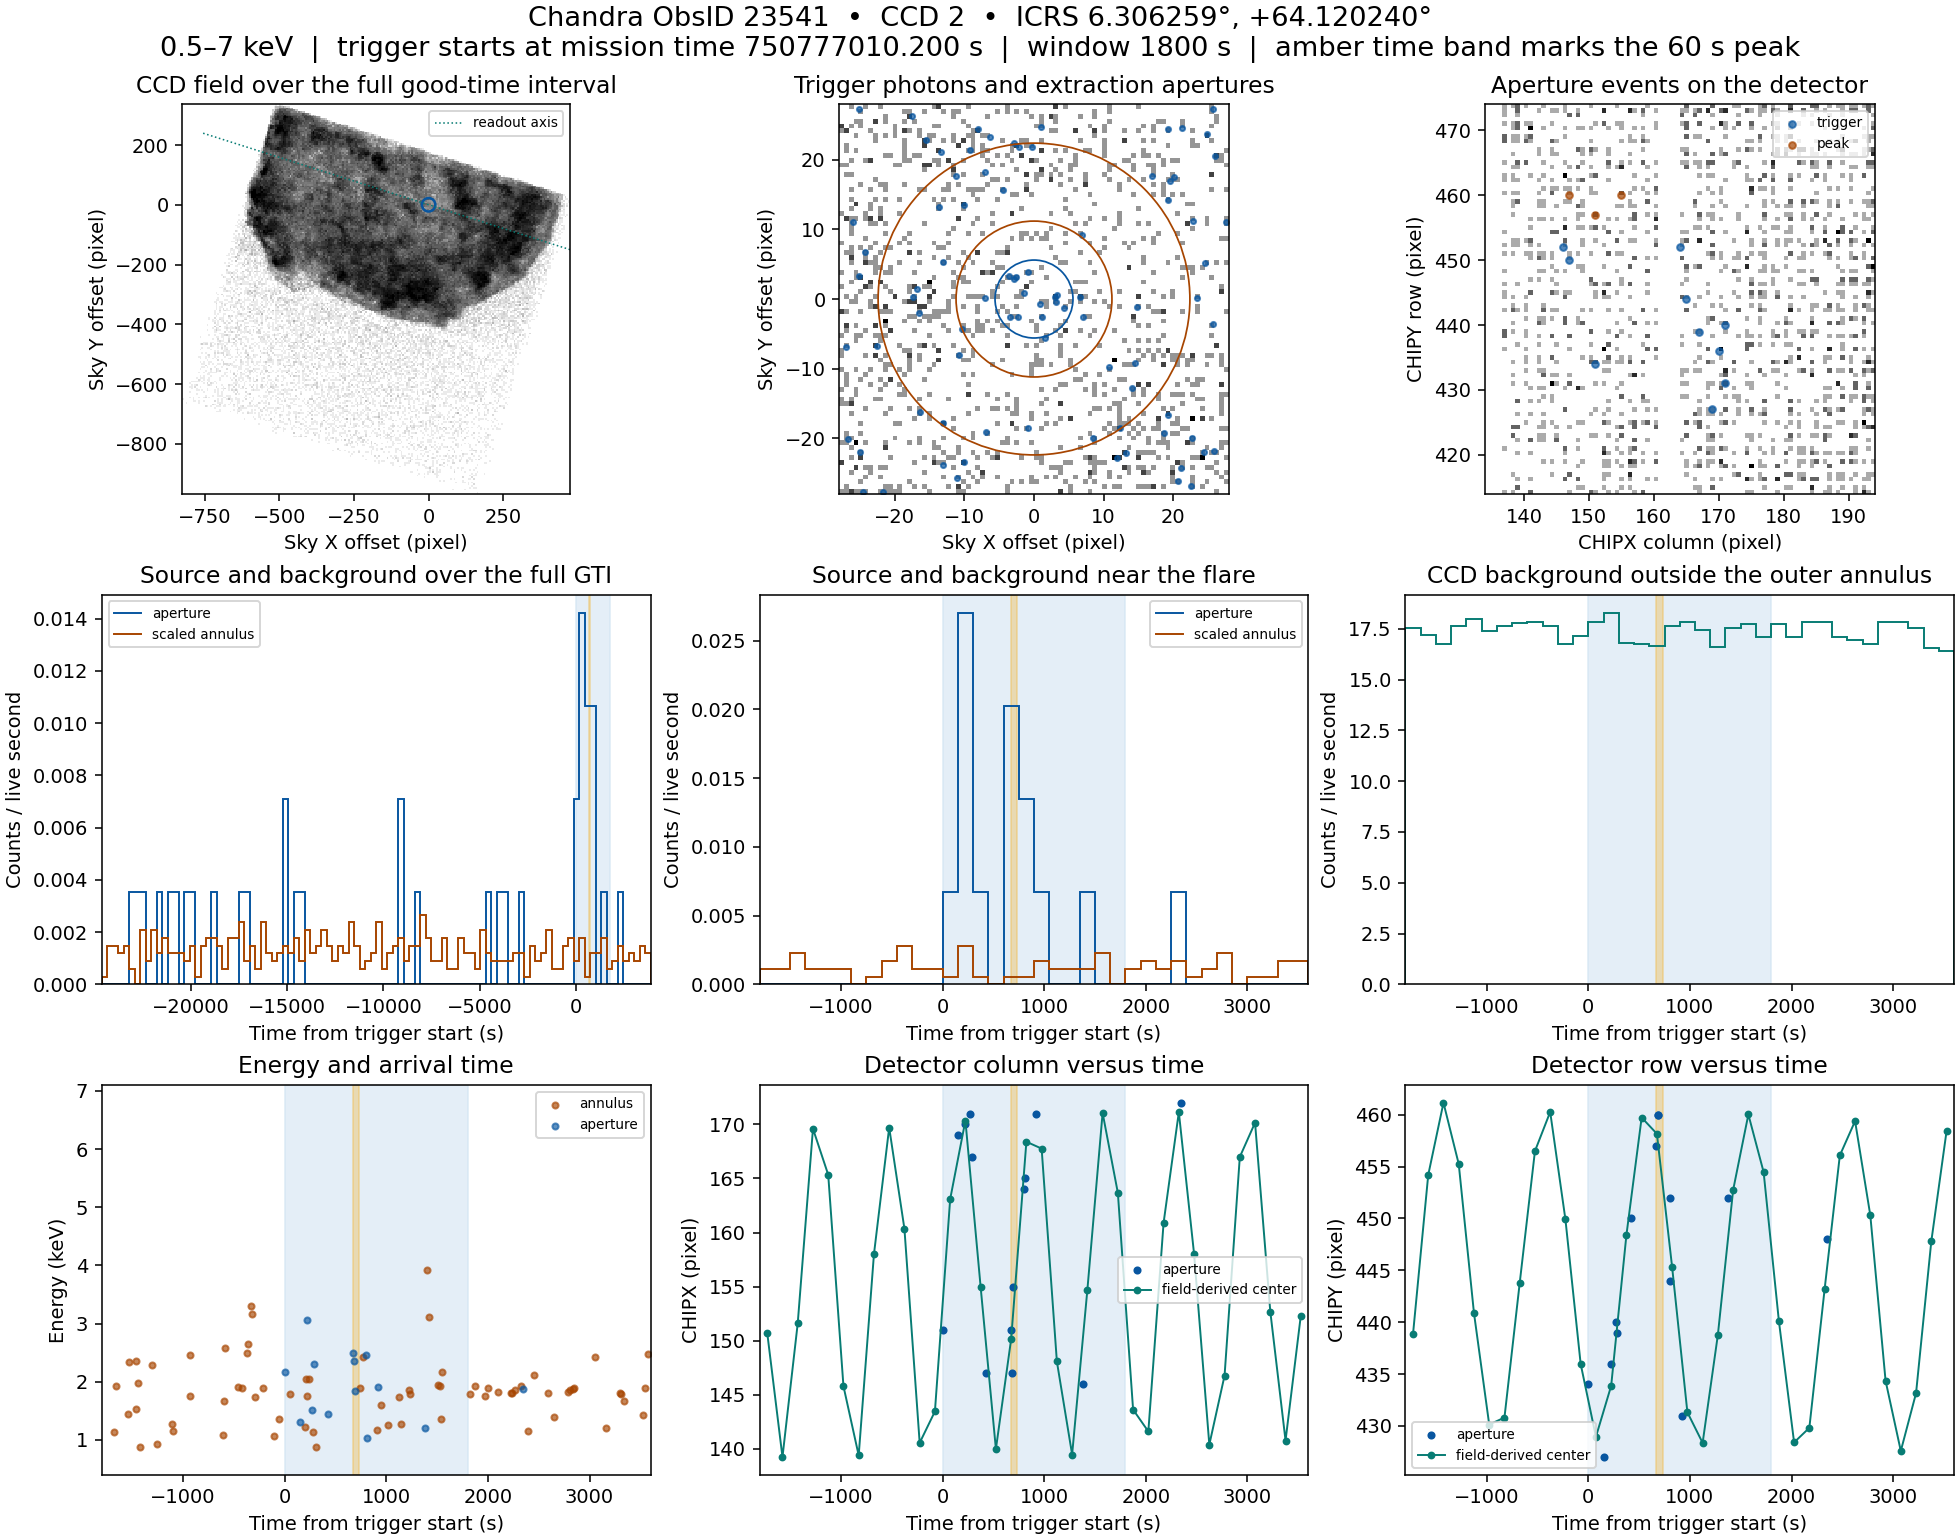 Chandra ObsID 23541 • CCD 2 • ICRS 6.306259°, +64.120240°
0.5–7 keV | trigger starts at mission time 750777010.200 s | window 1800 s | amber time band marks the 60 s peak
CCD field over the full good-time interval
readout axis
200
0
−200
−400
−600
−800
Sky Y offset (pixel)
−750
−500
−250
0
250
Sky X offset (pixel)
Trigger photons and extraction apertures
20
10
0
−10
−20
Sky Y offset (pixel)
−20
−10
0
10
20
Sky X offset (pixel)
Aperture events on the detector
trigger
peak
470
460
450
440
430
420
CHIPY row (pixel)
140
150
160
170
180
190
CHIPX column (pixel)
Source and background over the full GTI
aperture
scaled annulus
0.014
0.012
0.010
0.008
0.006
0.004
0.002
0.000
Counts / live second
−20000
−15000
−10000
−5000
0
Time from trigger start (s)
Source and background near the flare
aperture
scaled annulus
0.025
0.020
0.015
0.010
0.005
0.000
Counts / live second
−1000
0
1000
2000
3000
Time from trigger start (s)
CCD background outside the outer annulus
17.5
15.0
12.5
10.0
7.5
5.0
2.5
0.0
Counts / live second
−1000
0
1000
2000
3000
Time from trigger start (s)
Energy and arrival time
annulus
aperture
7
6
5
4
3
2
1
Energy (keV)
−1000
0
1000
2000
3000
Time from trigger start (s)
Detector column versus time
aperture
field-derived center
170
165
160
155
150
145
140
CHIPX (pixel)
−1000
0
1000
2000
3000
Time from trigger start (s)
Detector row versus time
aperture
field-derived center
460
455
450
445
440
435
430
CHIPY (pixel)
−1000
0
1000
2000
3000
Time from trigger start (s)